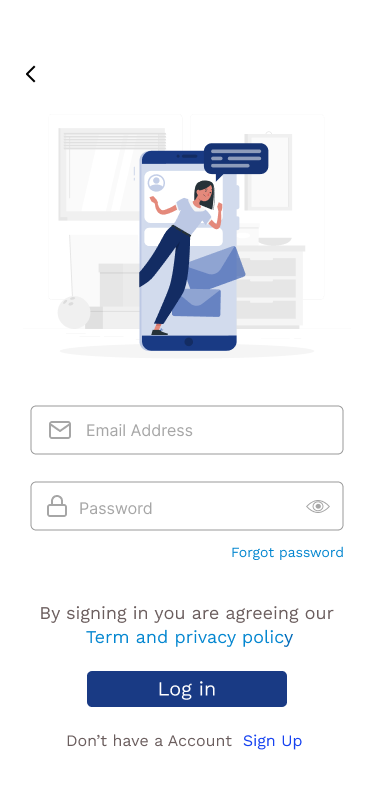 Email Address
Password
Forgot password
By signing in you are agreeing our
Term and privacy policy
Log in
Don’t have a Account Sign Up